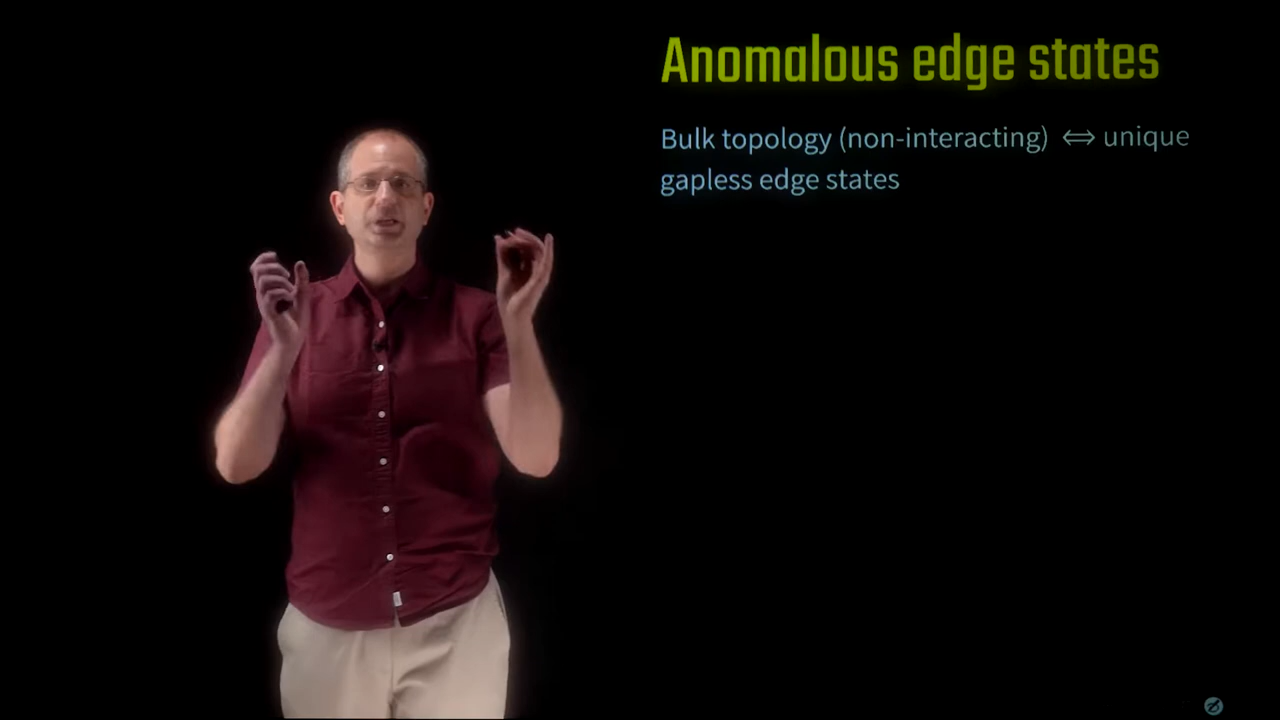 Anomalous edge states
Bulk topology (non-interacting) ⟺ unique
gapless edge states